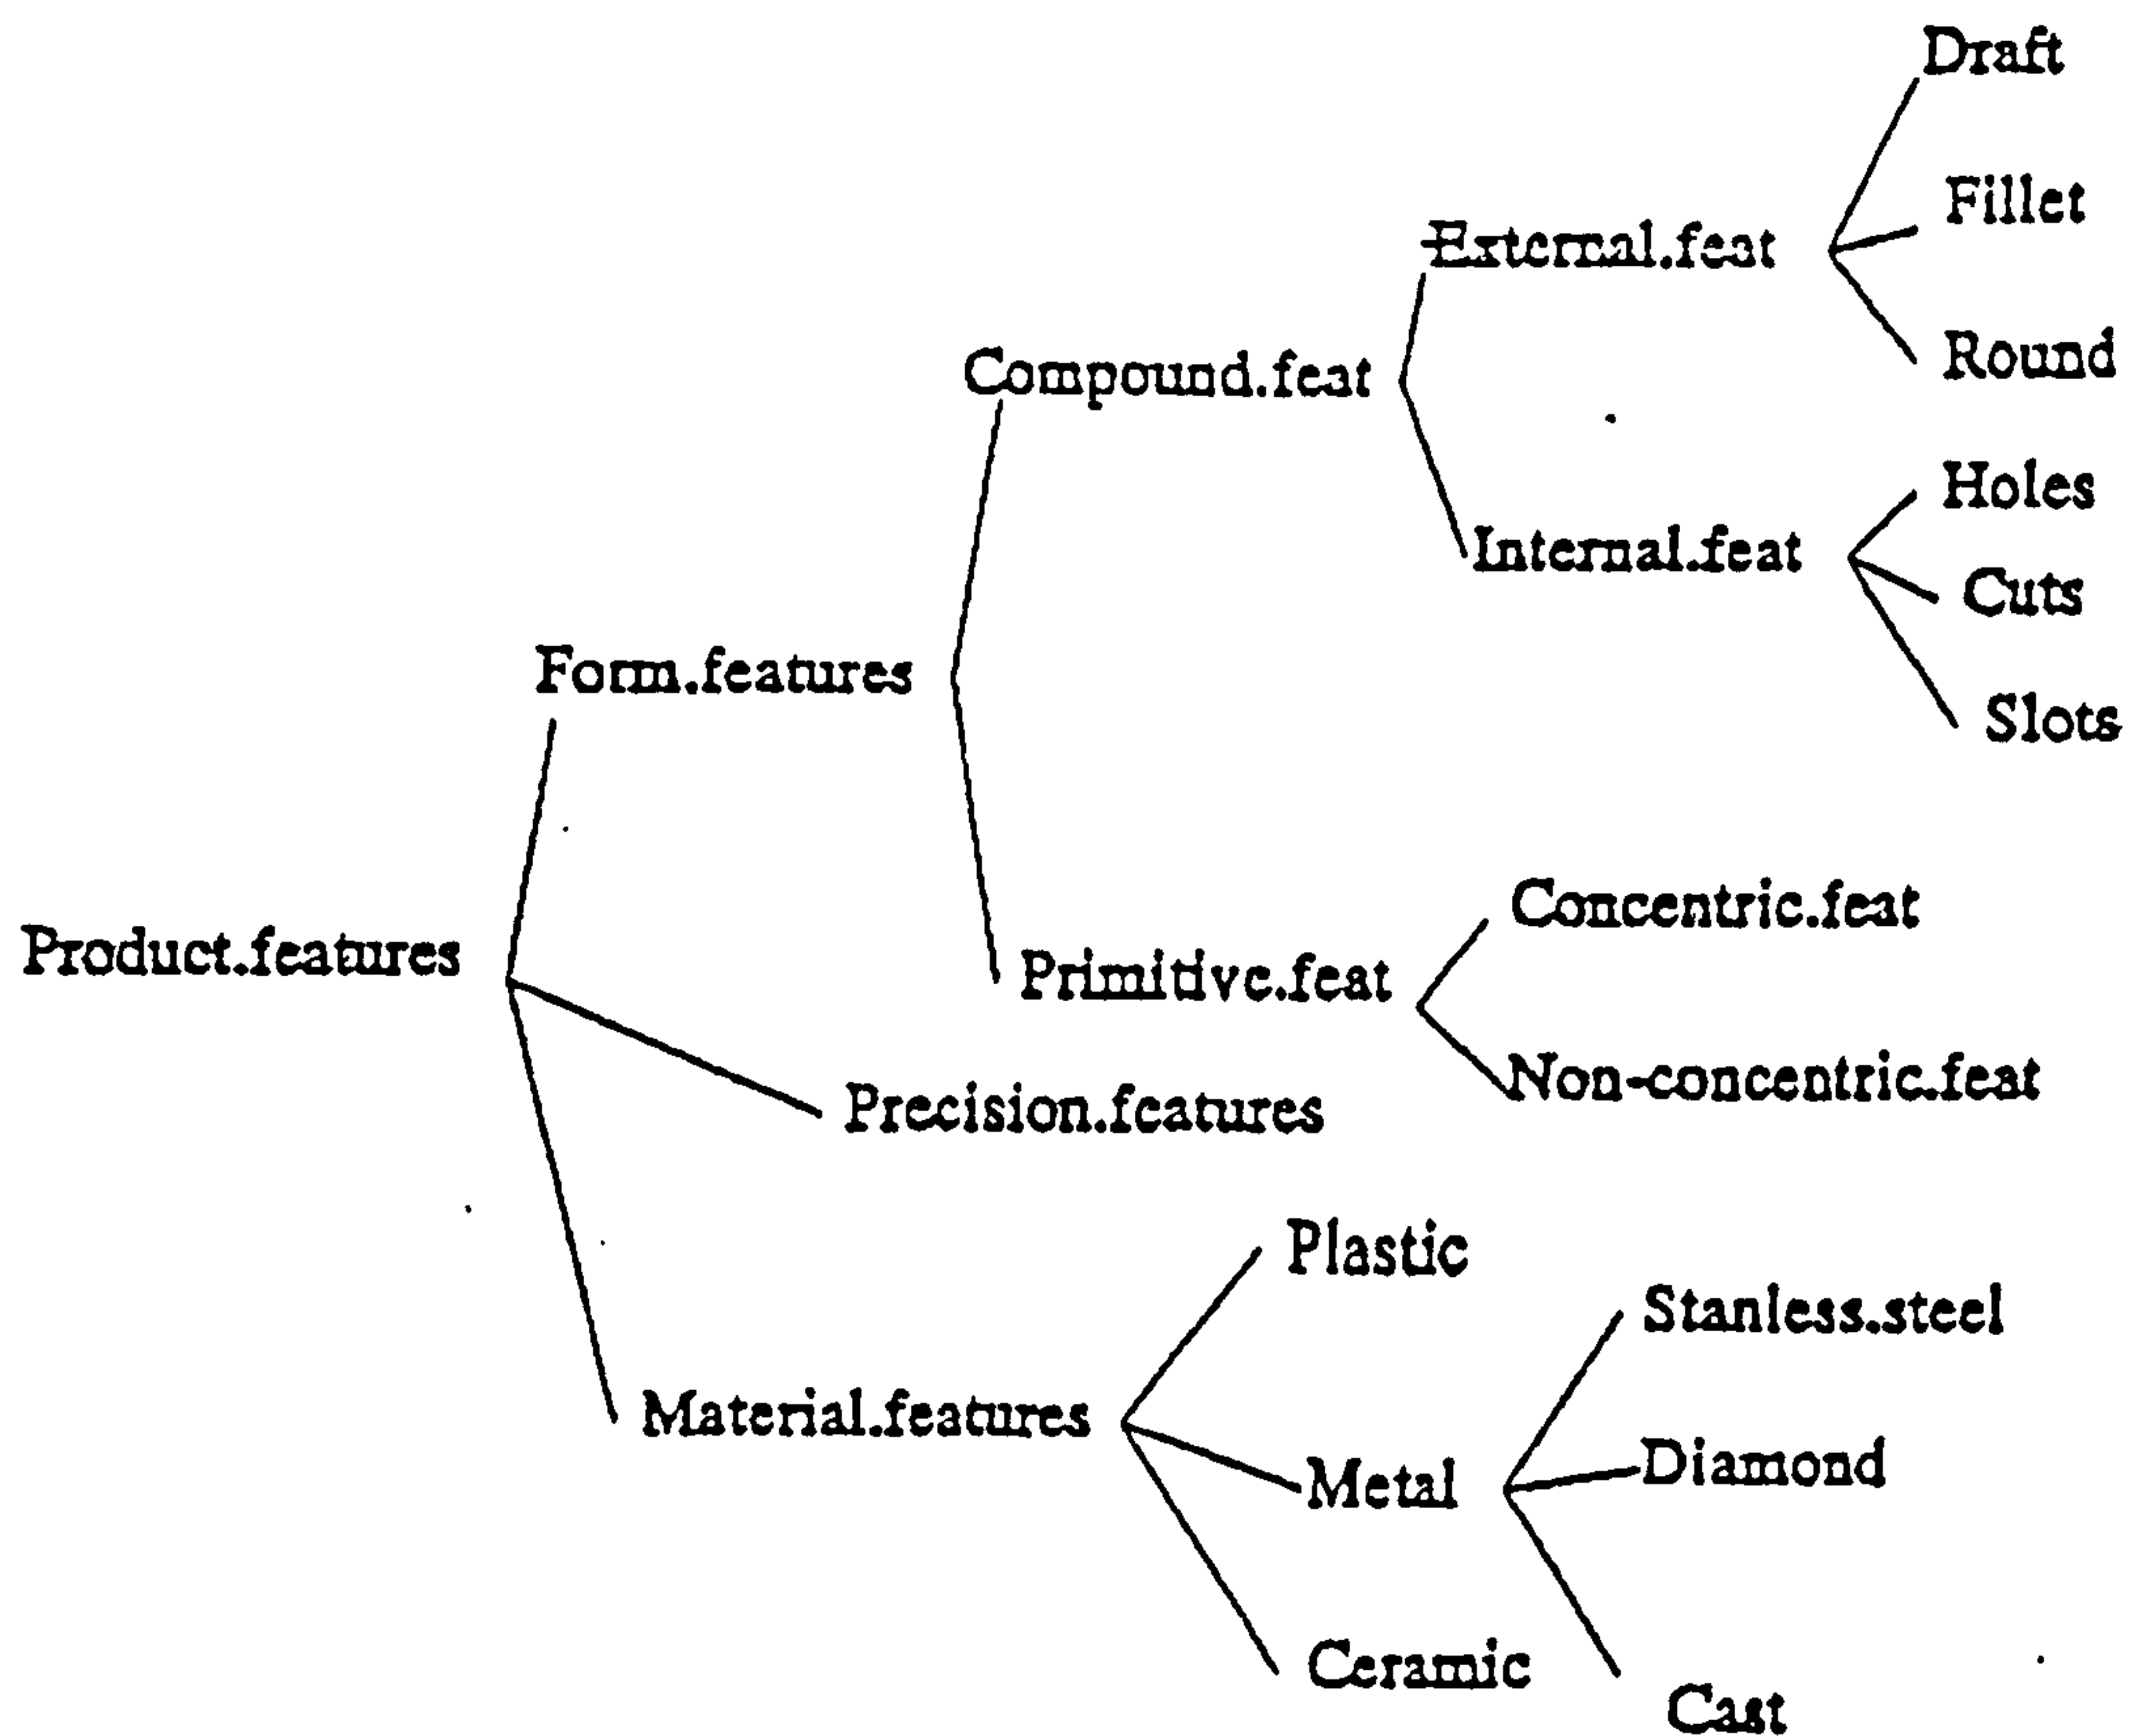 Draft
Fillet
External.feat
Round
Compound.feat
Holes
Internal.feat
Cuts
Form.features
Slots
Concentric.feat
Product.features
Primitive.feat
Non-concentric.feat
Precision.features
Plastic
Stanless.steel
Material.features
Diamond
Metal
Ceramic
Cast